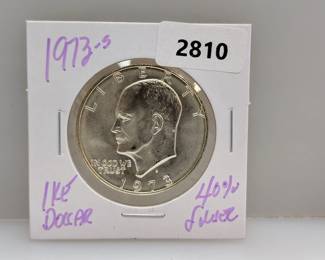 1973-s
2810
LIBERTY
IN GOD WE
TRUST
1973
IKE
DOLLAR
40%
Silver